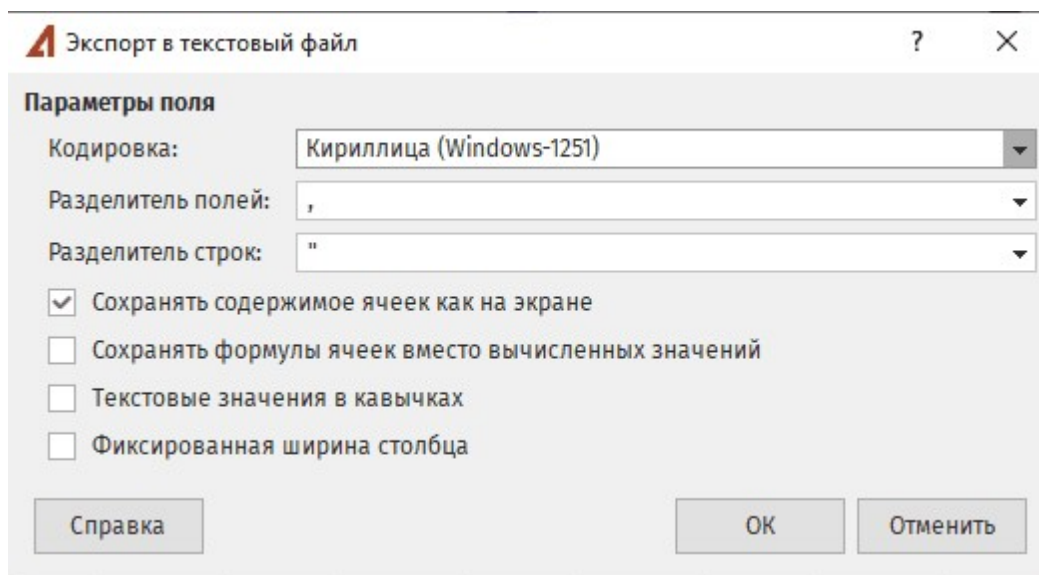 Экспорт в текстовый файл ? ×
Параметры поля
Кодировка: Кириллица (Windows-1251)
Разделитель полей: ,
Разделитель строк: "
Сохранять содержимое ячеек как на экране
Сохранять формулы ячеек вместо вычисленных значений
Текстовые значения в кавычках
Фиксированная ширина столбца
Справка ОК Отменить